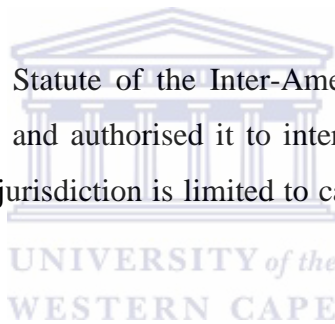 Statute of the Inter-Ame
and authorised it to inter
jurisdiction is limited to ca
UNIVERSITY of the
WESTERN CAPE